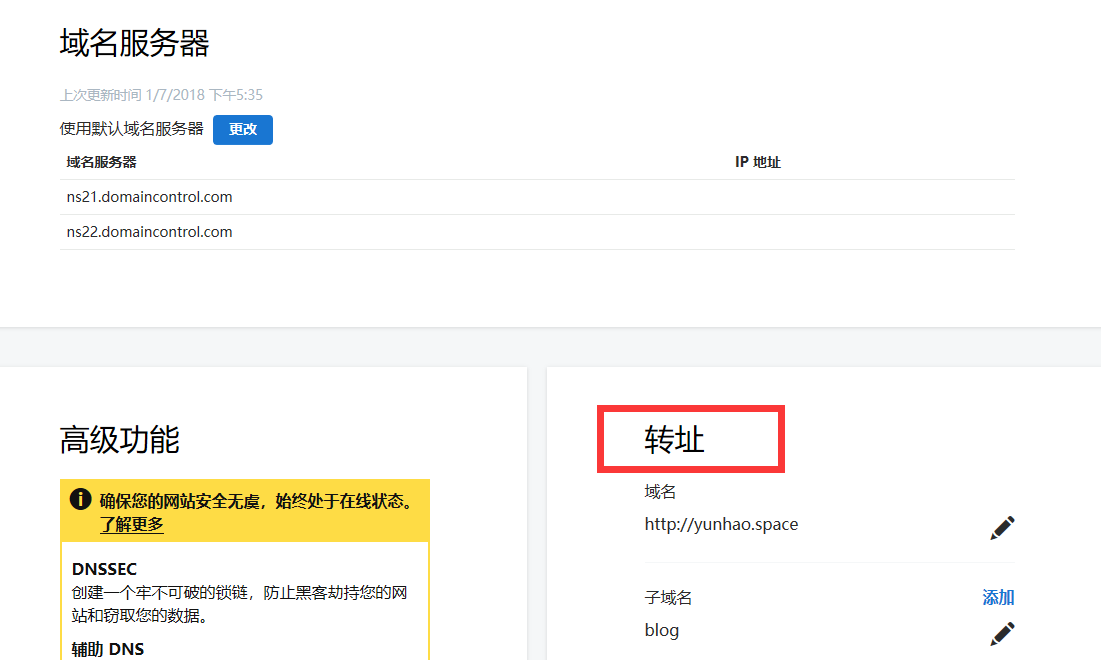 域名服务器
上次更新时间 1/7/2018 下午5:35
使用默认域名服务器 更改
域名服务器 IP 地址
ns21.domaincontrol.com
ns22.domaincontrol.com
高级功能
确保您的网站安全无虞，始终处于在线状态。
了解更多
DNSSEC
创建一个牢不可破的锁链，防止黑客劫持您的网
站和窃取您的数据。
辅助 DNS
转址
域名
http://yunhao.space
子域名 添加
blog